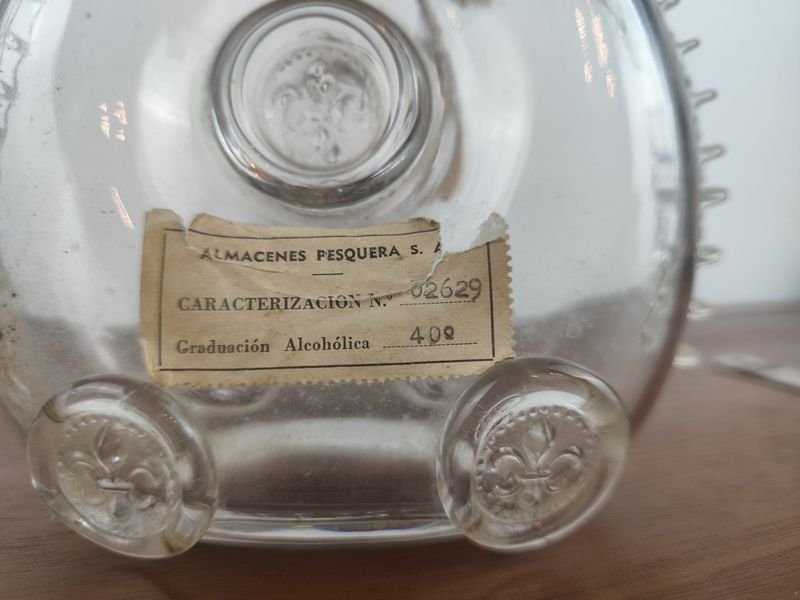 ALMACENES PESQUERA S. A
CARACTERIZACION N.º 02629
Graduación Alcohólica 40º